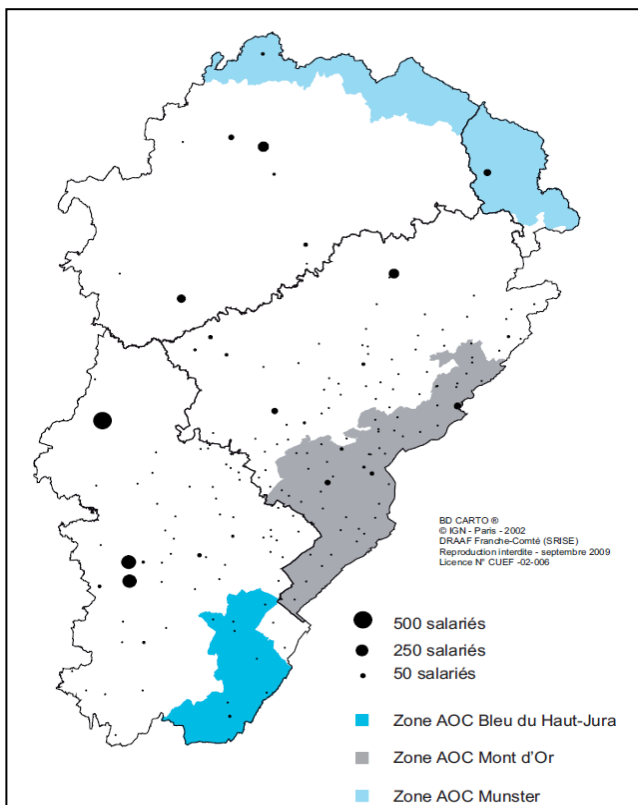 BD CARTO ®
© IGN - Paris - 2002
DRAAF Franche-Comté (SRISE)
Reproduction interdite - septembre 2009
Licence N° CUEF -02-006
500 salariés
250 salariés
50 salariés
Zone AOC Bleu du Haut-Jura
Zone AOC Mont d'Or
Zone AOC Munster